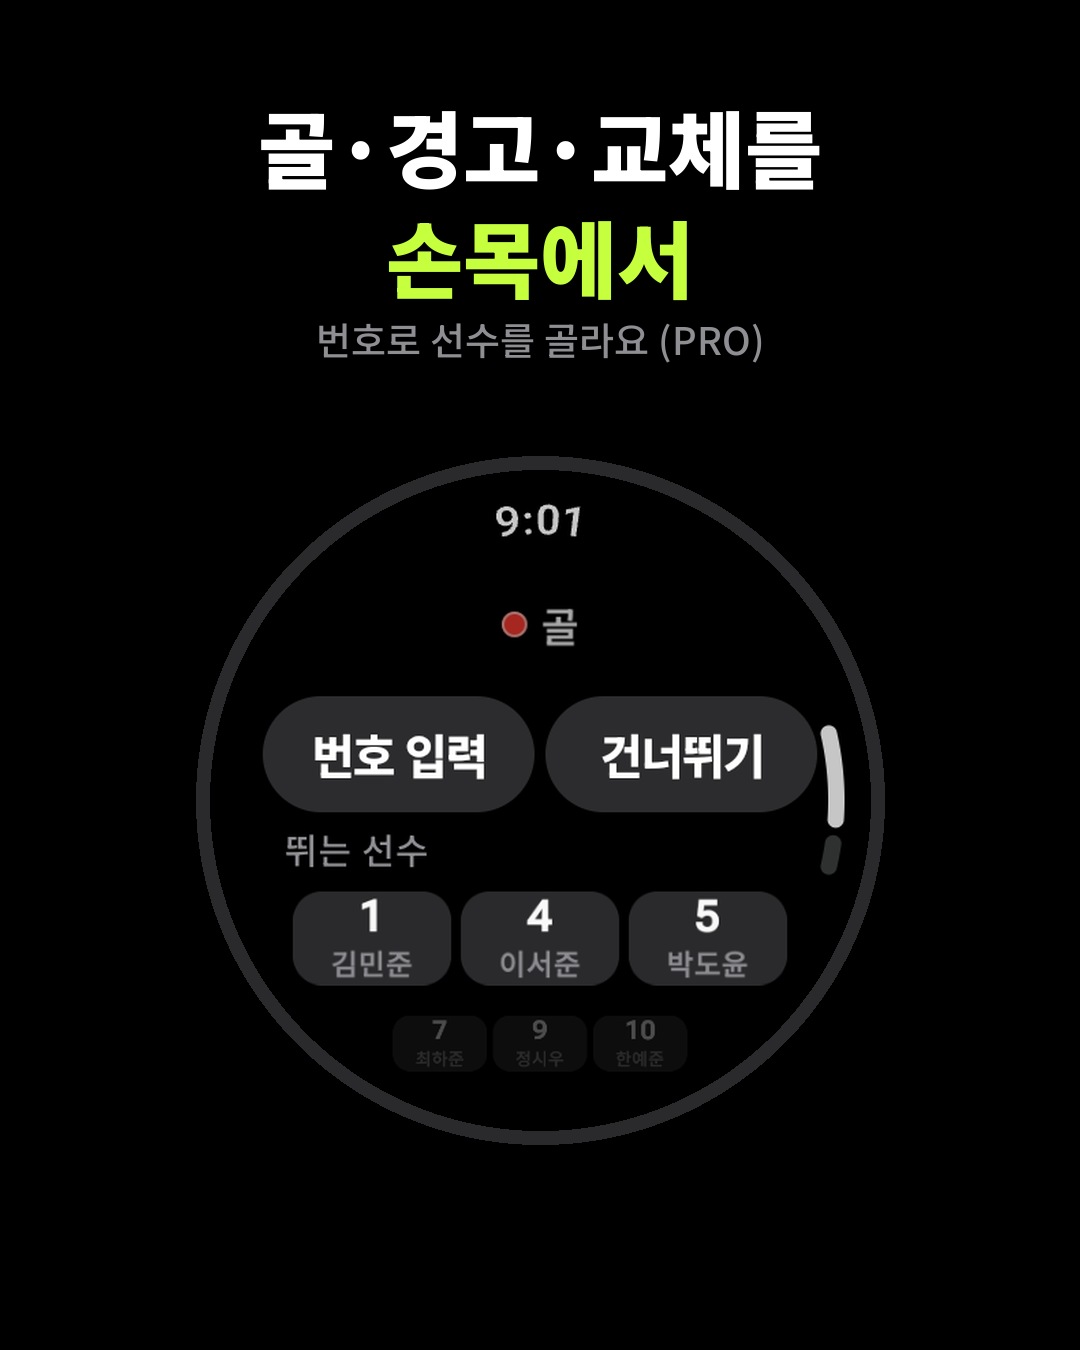 골·경고·교체를
손목에서
번호로 선수를 골라요 (PRO)
9:01
골
번호 입력 건너뛰기
뛰는 선수
1 4 5
김민준 이서준 박도윤
7 9 10
최하준 정시우 한예준